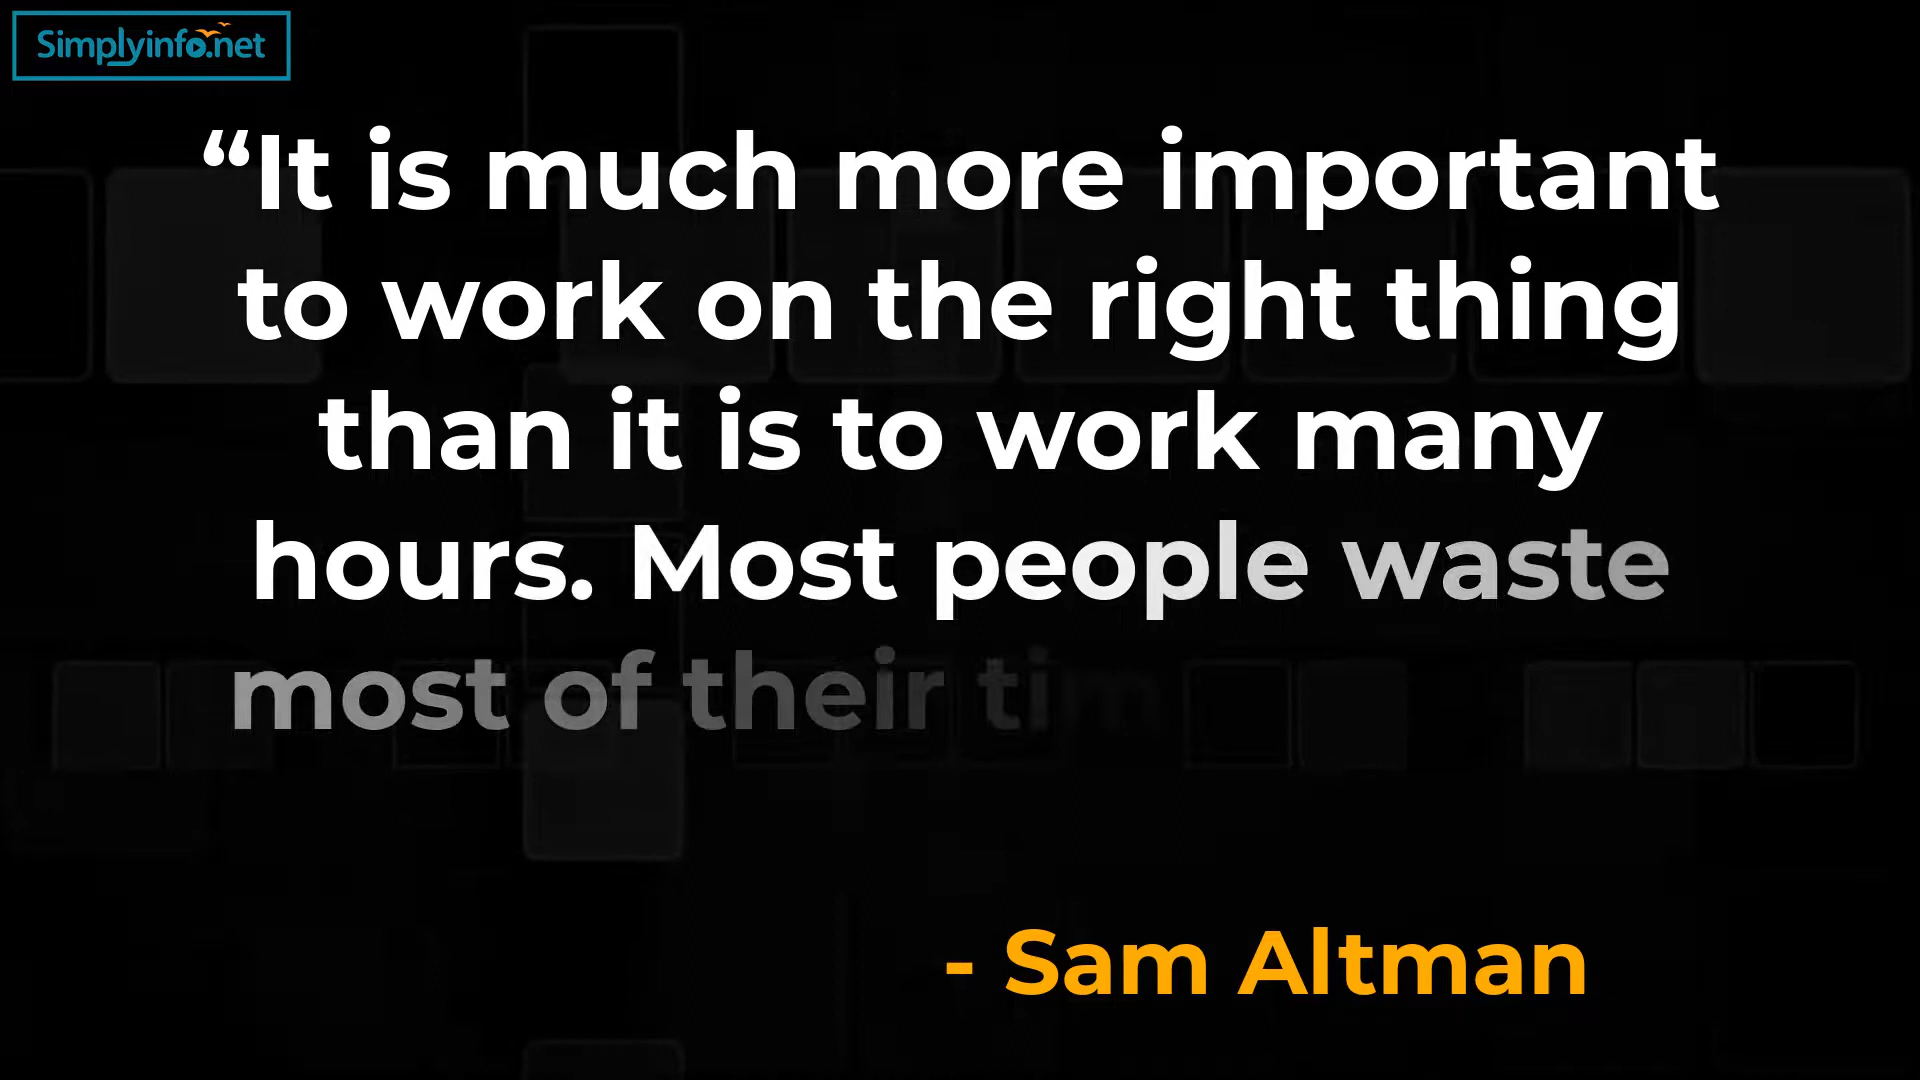 Simplyinfo.net
“It is much more important
to work on the right thing
than it is to work many
hours. Most people waste
most of their tim
- Sam Altman